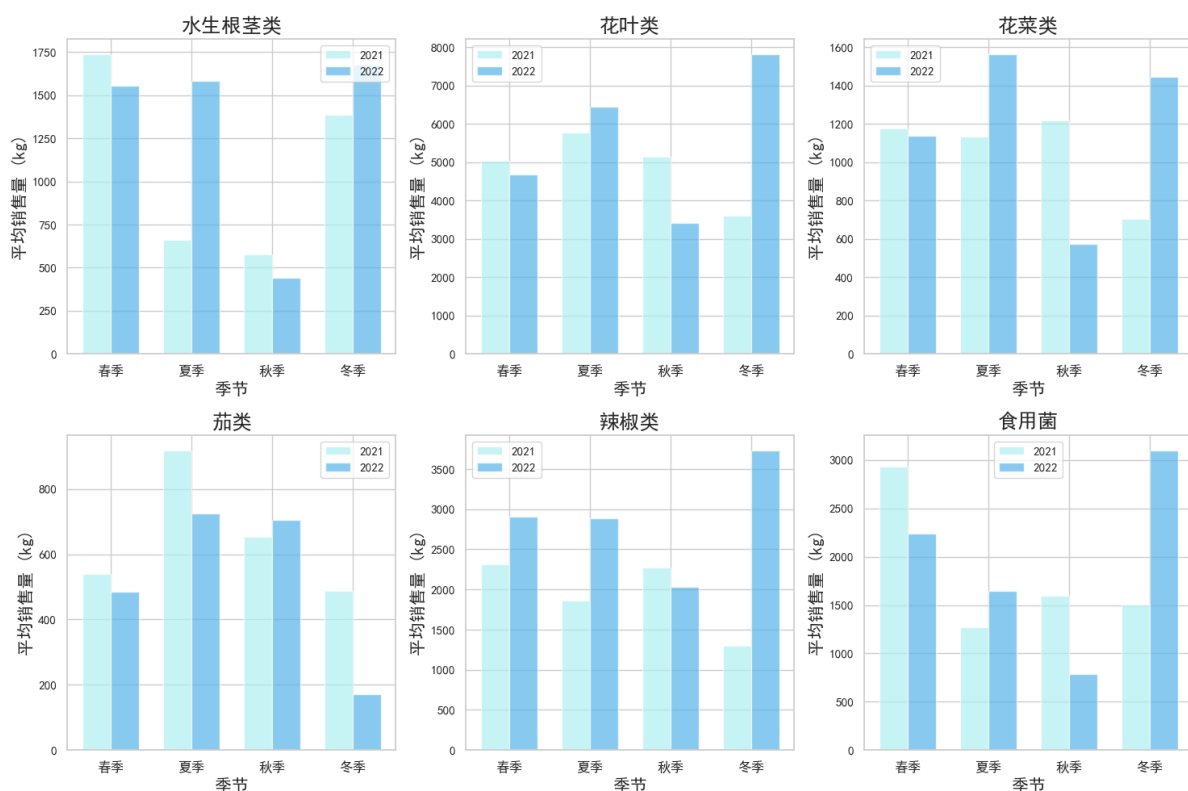 水生根茎类
平均销售量（kg）
1750
1500
1250
1000
750
500
250
0
2021
2022
春季 夏季 秋季 冬季
季节
花叶类
平均销售量（kg）
8000
7000
6000
5000
4000
3000
2000
1000
0
2021
2022
春季 夏季 秋季 冬季
季节
花菜类
平均销售量（kg）
1600
1400
1200
1000
800
600
400
200
0
2021
2022
春季 夏季 秋季 冬季
季节
茄类
平均销售量（kg）
800
600
400
200
0
2021
2022
春季 夏季 秋季 冬季
季节
辣椒类
平均销售量（kg）
3500
3000
2500
2000
1500
1000
500
0
2021
2022
春季 夏季 秋季 冬季
季节
食用菌
平均销售量（kg）
3000
2500
2000
1500
1000
500
0
2021
2022
春季 夏季 秋季 冬季
季节